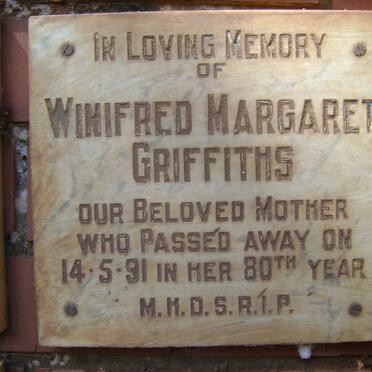 In Loving Memory
of
Winifred Margaret
Griffiths
our Beloved Mother
who Passed away on
14·5·91 in her 80th year
M.H.D.S.R.I.P.